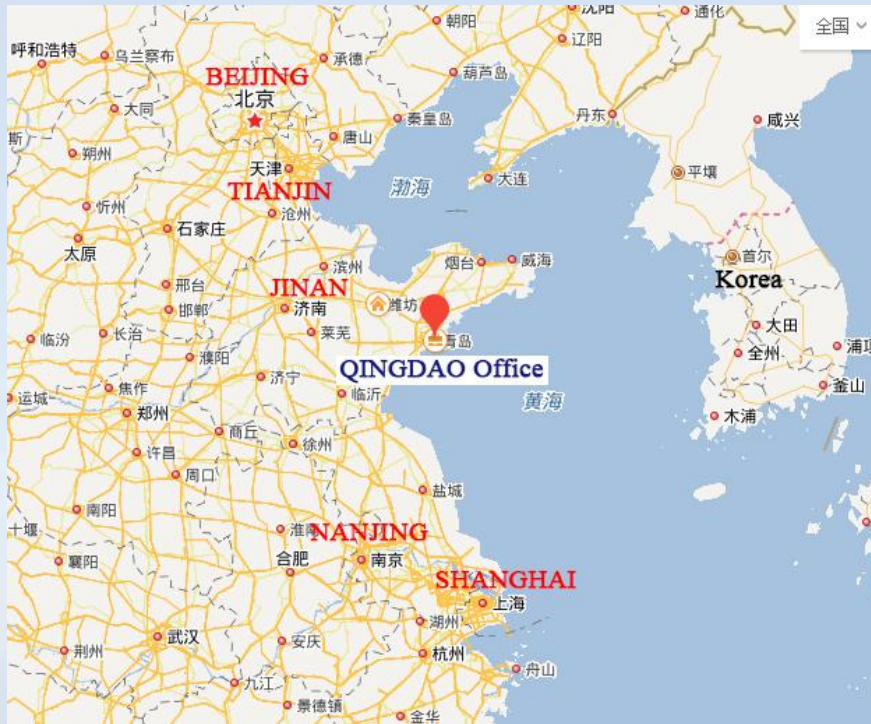 沈阳
通化
全国
朝阳
辽阳
呼和浩特
乌兰察布
承德
葫芦岛
BEIJING
北京
丹东
咸兴
大同
秦皇岛
唐山
斯
朔州
天津
大连
平壤
渤海
TIANJIN
忻州
沧州
石家庄
太原
烟台
威海
首尔
滨州
Korea
邢台
JINAN
潍坊
济南
邯郸
大田
莱芜
长治
临汾
青岛
浦项
濮阳
全州
QINGDAO Office
济宁
焦作
临沂
釜山
运城
黄海
郑州
木浦
商丘
徐州
许昌
周口
盐城
南阳
十堰
淮南
NANJING
襄阳
合肥
南京
SHANGHAI
上海
湖州
武汉
安庆
荆州
杭州
舟山
九江
景德镇
金华